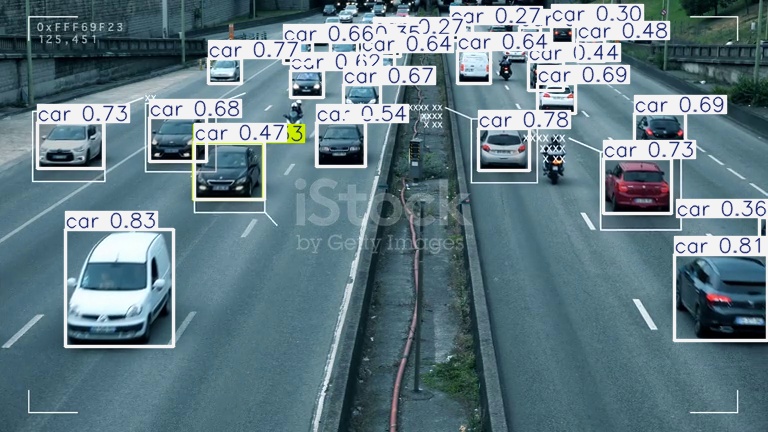 0xFFF69F23
125,451
car 0.27
car 0.30
car 0.27
car 0.48
car 0.66
car 0.64
car 0.64
car 0.44
car 0.77
car 0.62
car 0.67
car 0.69
car 0.73
car 0.68
car 0.54
car 0.78
car 0.69
car 0.47
car 0.73
car 0.36
car 0.83
car 0.81
iStock
by Getty Images